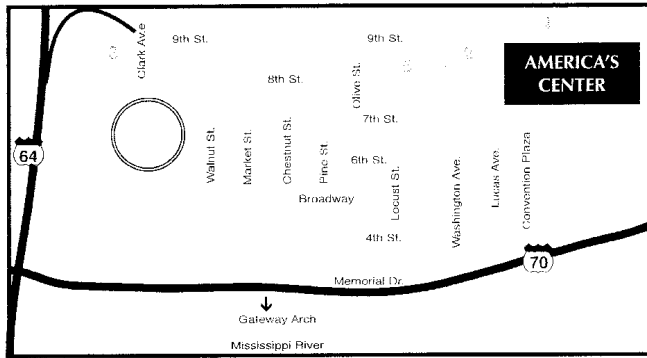 Clark Ave
9th St.
9th St.
AMERICA'S
CENTER
8th St.
Olive St.
7th St.
64
Walnut St.
Market St.
Chestnut St.
Pine St.
6th St.
Locust St.
Washington Ave.
Lucas Ave.
Convention Plaza
Broadway
4th St.
70
Memorial Dr.
Gateway Arch
Mississippi River